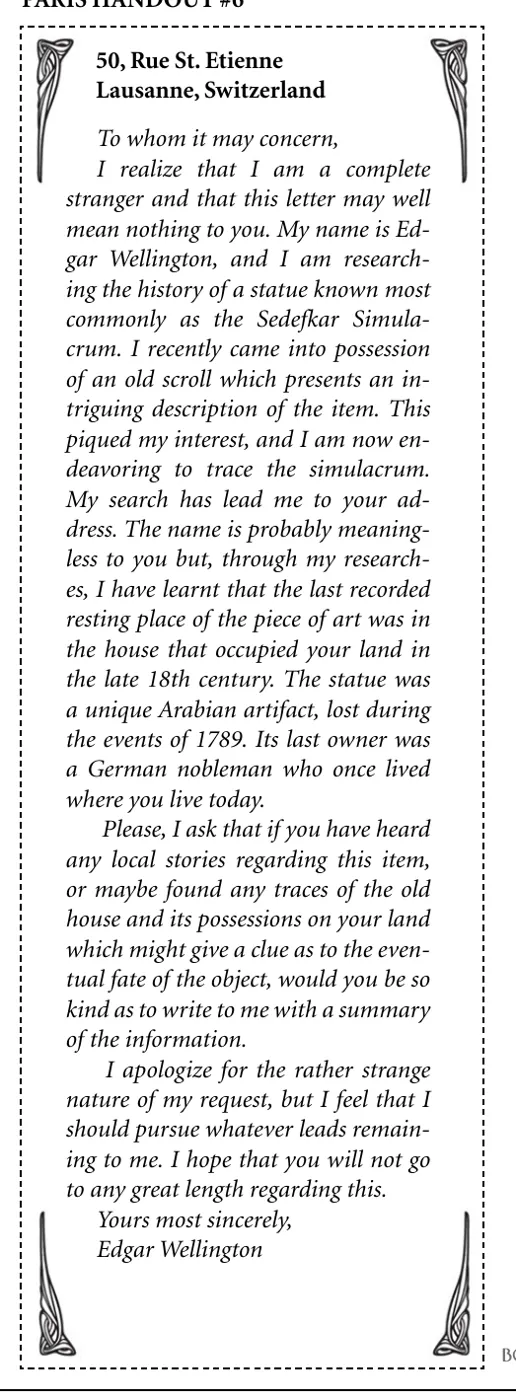 PARIS HANDOUT #6
50, Rue St. Etienne
Lausanne, Switzerland
To whom it may concern,
I realize that I am a complete
stranger and that this letter may well
mean nothing to you. My name is Ed-
gar Wellington, and I am research-
ing the history of a statue known most
commonly as the Sedefkar Simula-
crum. I recently came into possession
of an old scroll which presents an in-
triguing description of the item. This
piqued my interest, and I am now en-
deavoring to trace the simulacrum.
My search has lead me to your ad-
dress. The name is probably meaning-
less to you but, through my research-
es, I have learnt that the last recorded
resting place of the piece of art was in
the house that occupied your land in
the late 18th century. The statue was
a unique Arabian artifact, lost during
the events of 1789. Its last owner was
a German nobleman who once lived
where you live today.
Please, I ask that if you have heard
any local stories regarding this item,
or maybe found any traces of the old
house and its possessions on your land
which might give a clue as to the even-
tual fate of the object, would you be so
kind as to write to me with a summary
of the information.
I apologize for the rather strange
nature of my request, but I feel that I
should pursue whatever leads remain-
ing to me. I hope that you will not go
to any great length regarding this.
Yours most sincerely,
Edgar Wellington